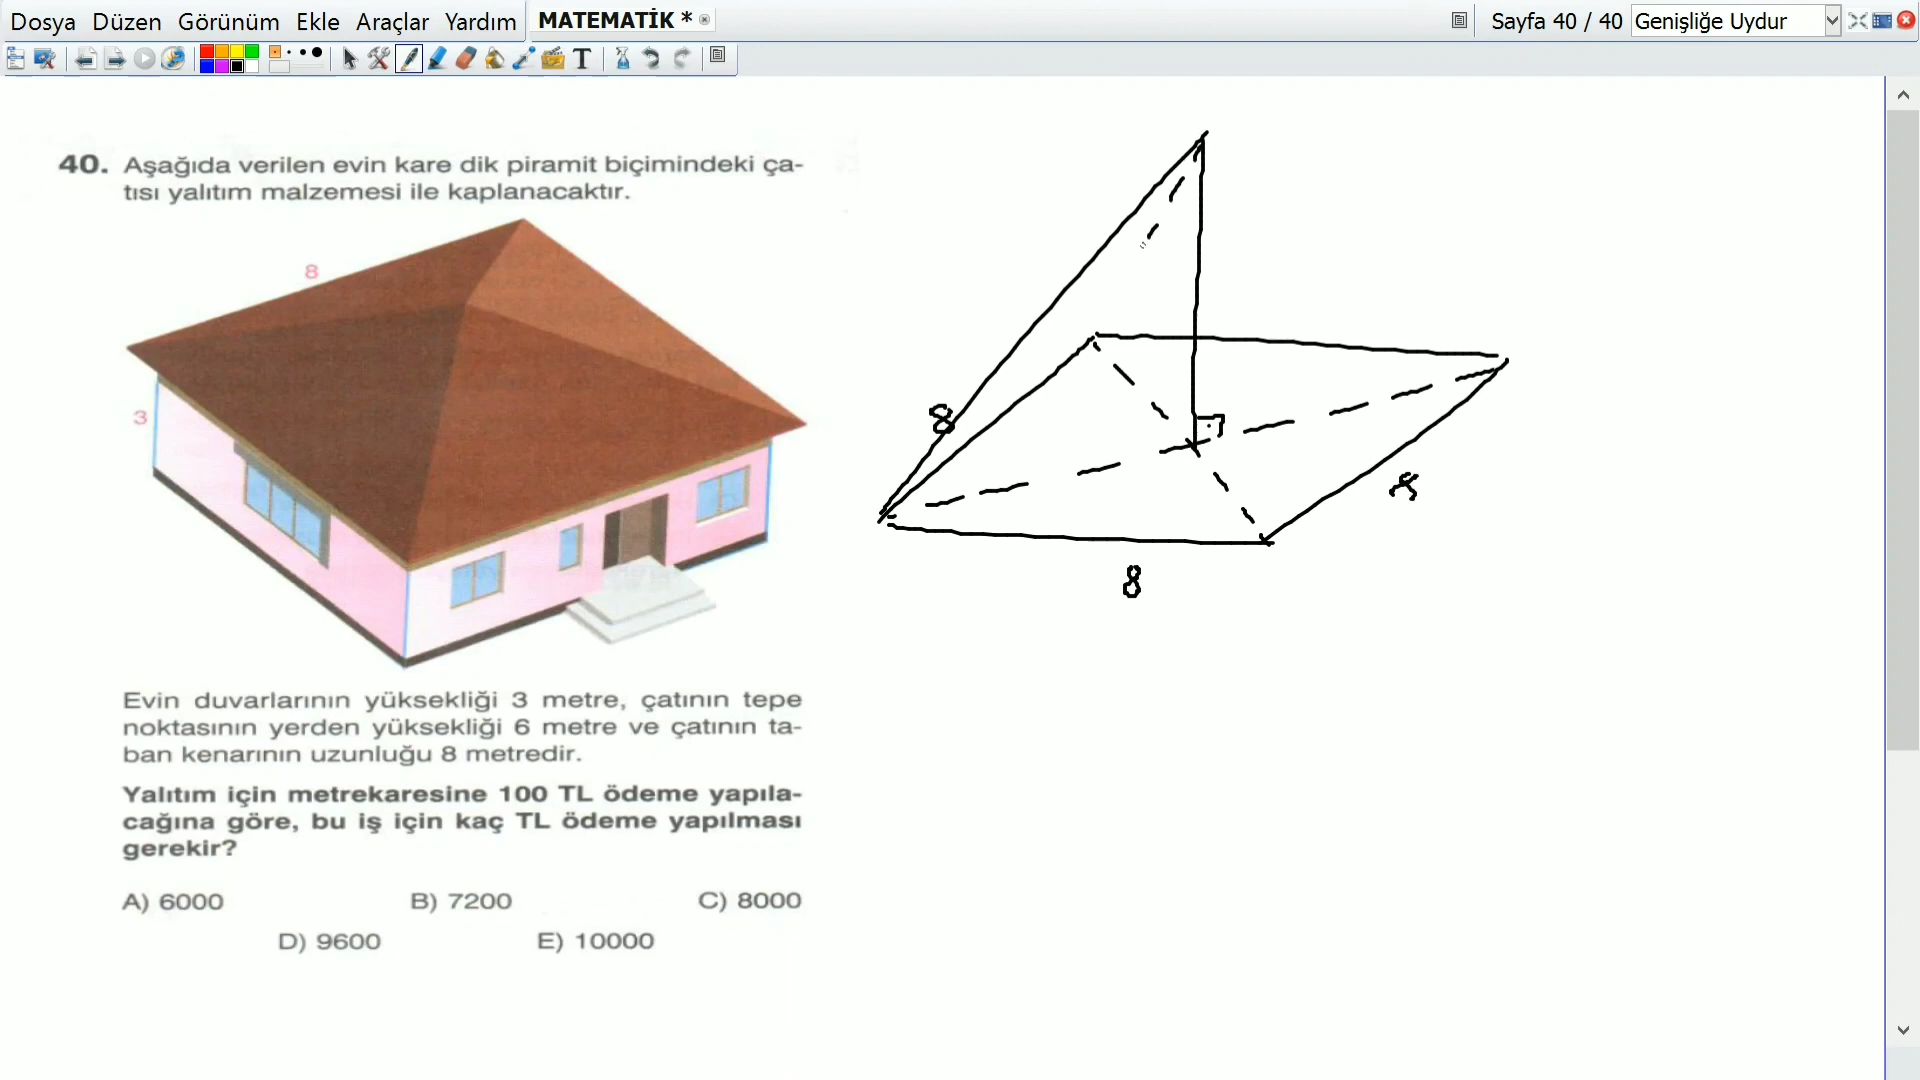 Dosya Düzen Görünüm Ekle Araçlar Yardım MATEMATİK * Sayfa 40 / 40 Genişliğe Uydur
T
40. Aşağıda verilen evin kare dik piramit biçimindeki ça-
tısı yalıtım malzemesi ile kaplanacaktır.
8
3
8
8
8
Evin duvarlarının yüksekliği 3 metre, çatının tepe
noktasının yerden yüksekliği 6 metre ve çatının ta-
ban kenarının uzunluğu 8 metredir.
Yalıtım için metrekaresine 100 TL ödeme yapıla-
cağına göre, bu iş için kaç TL ödeme yapılması
gerekir?
A) 6000 B) 7200 C) 8000
D) 9600 E) 10000